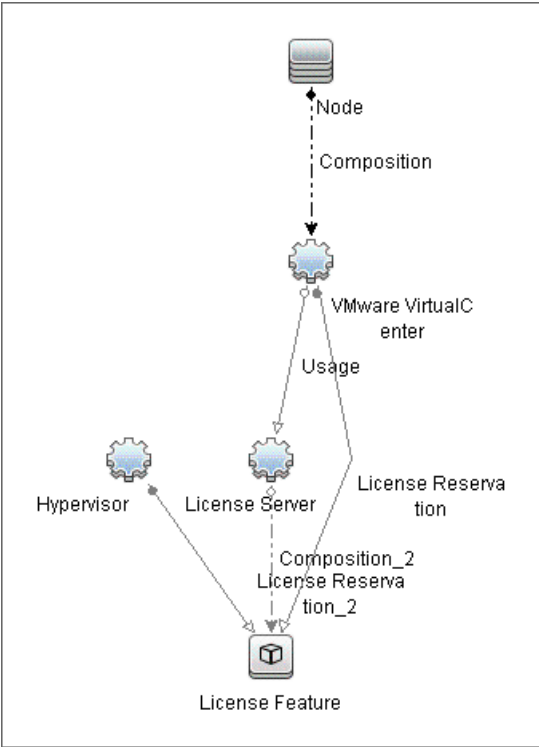 Node
Composition
VMware VirtualC
enter
Usage
Hypervisor
License Server
License Reserva
tion
Composition_2
License Reserva
tion_2
License Feature